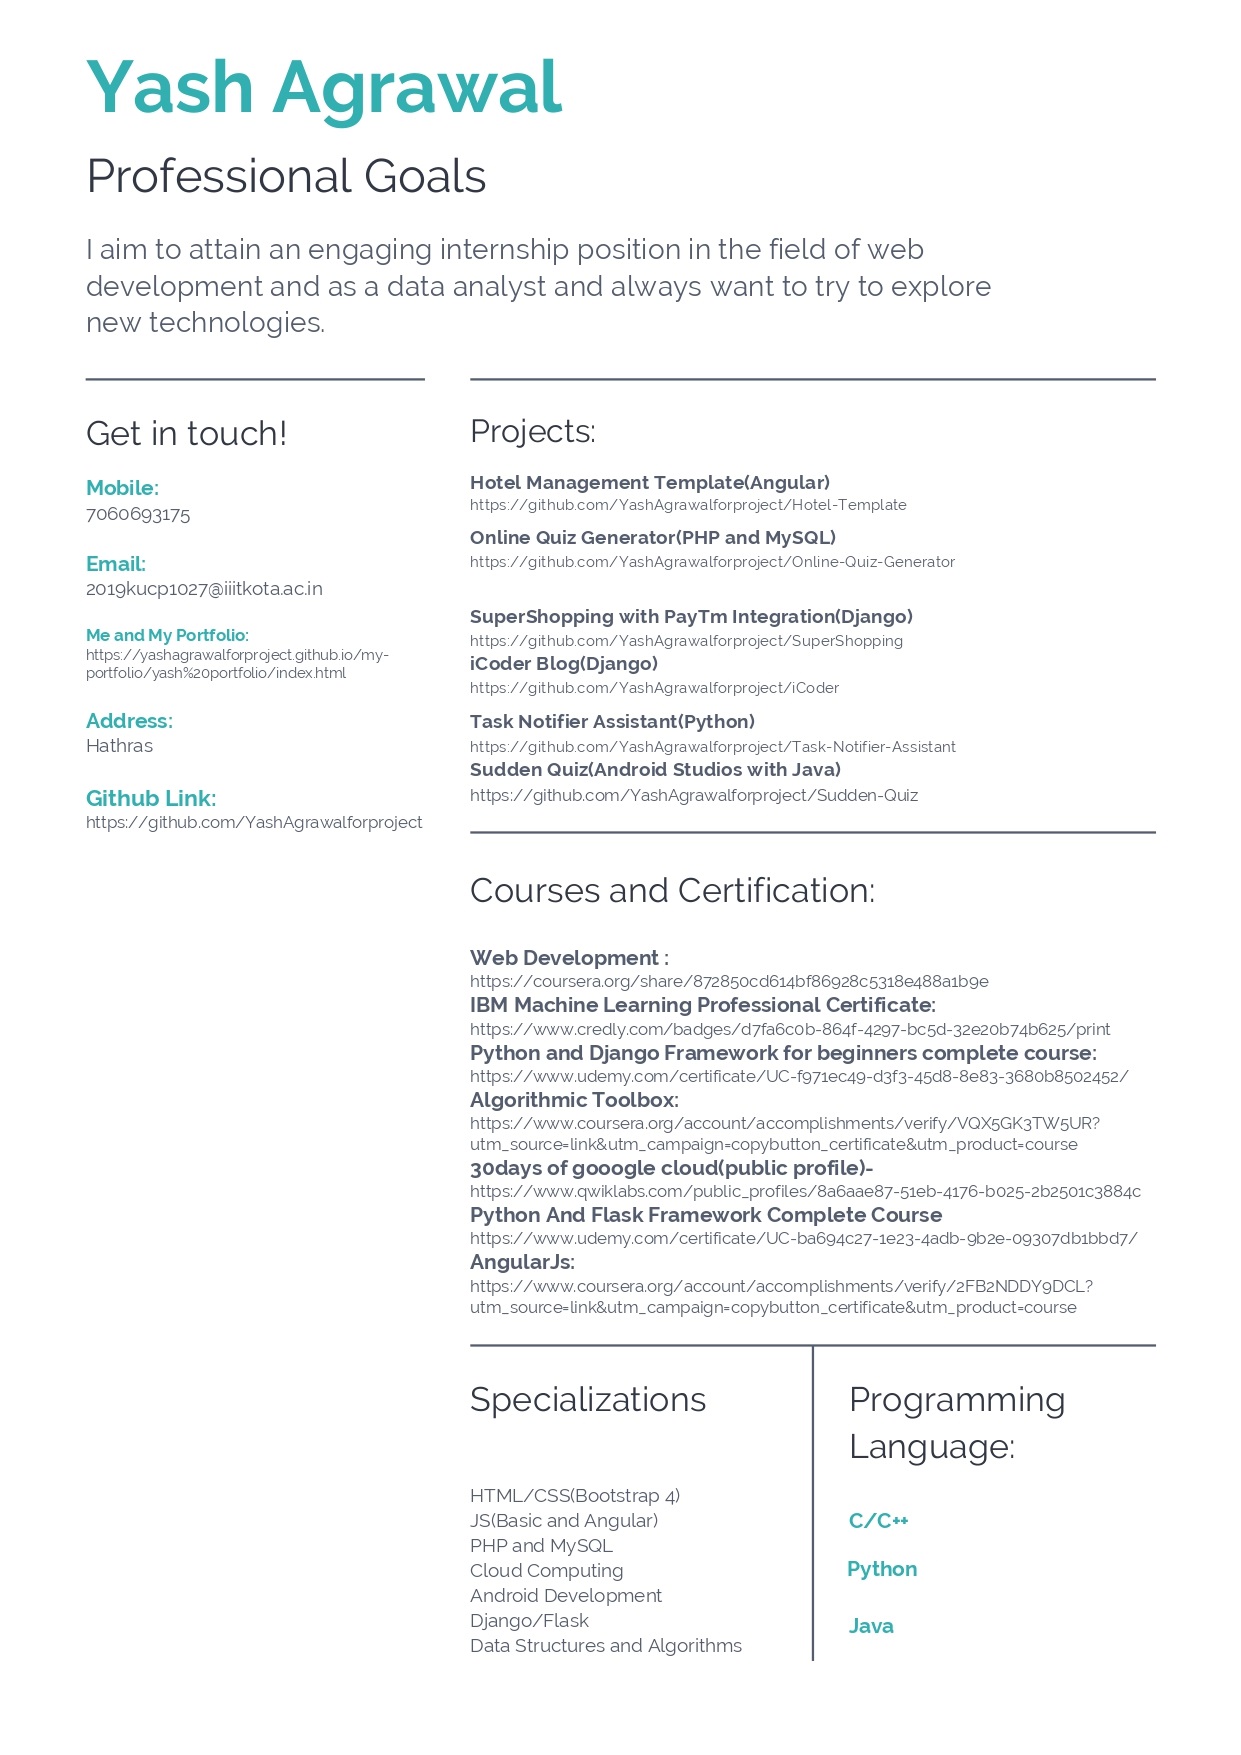 Yash Agrawal
Professional Goals
I aim to attain an engaging internship position in the field of web
development and as a data analyst and always want to try to explore
new technologies.
Get in touch!
Mobile:
7060693175
Email:
2019kucp1027@iiitkota.ac.in
Me and My Portfolio:
https://yashagrawalforproject.github.io/my-
portfolio/yash%20portfolio/index.html
Address:
Hathras
Github Link:
https://github.com/YashAgrawalforproject
Projects:
Hotel Management Template(Angular)
https://github.com/YashAgrawalforproject/Hotel-Template
Online Quiz Generator(PHP and MySQL)
https://github.com/YashAgrawalforproject/Online-Quiz-Generator
SuperShopping with PayTm Integration(Django)
https://github.com/YashAgrawalforproject/SuperShopping
iCoder Blog(Django)
https://github.com/YashAgrawalforproject/iCoder
Task Notifier Assistant(Python)
https://github.com/YashAgrawalforproject/Task-Notifier-Assistant
Sudden Quiz(Android Studios with Java)
https://github.com/YashAgrawalforproject/Sudden-Quiz
Courses and Certification:
Web Development :
https://coursera.org/share/872850cd614bf86928c5318e488a1b9e
IBM Machine Learning Professional Certificate:
https://www.credly.com/badges/d7fa6c0b-864f-4297-bc5d-32e20b74b625/print
Python and Django Framework for beginners complete course:
https://www.udemy.com/certificate/UC-f971ec49-d3f3-45d8-8e83-3680b8502452/
Algorithmic Toolbox:
https://www.coursera.org/account/accomplishments/verify/VQX5GK3TW5UR?
utm_source=link&utm_campaign=copybutton_certificate&utm_product=course
30days of gooogle cloud(public profile)-
https://www.qwiklabs.com/public_profiles/8a6aae87-51eb-4176-b025-2b2501c3884c
Python And Flask Framework Complete Course
https://www.udemy.com/certificate/UC-ba694c27-1e23-4adb-9b2e-09307db1bbd7/
AngularJs:
https://www.coursera.org/account/accomplishments/verify/2FB2NDDY9DCL?
utm_source=link&utm_campaign=copybutton_certificate&utm_product=course
Specializations
HTML/CSS(Bootstrap 4)
JS(Basic and Angular)
PHP and MySQL
Cloud Computing
Android Development
Django/Flask
Data Structures and Algorithms
Programming
Language:
C/C++
Python
Java